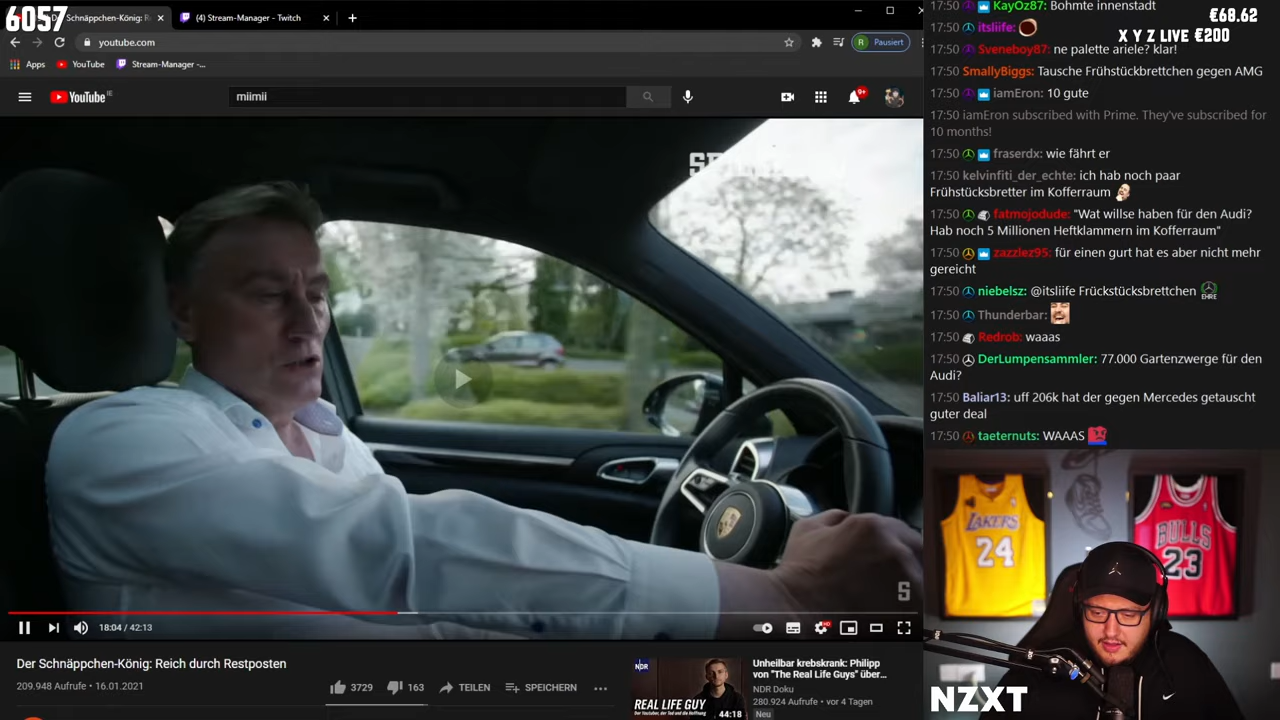 6057
Der Schnäppchen-König: R
(4) Stream-Manager - Twitch
youtube.com
R Pausiert
Apps
YouTube
Stream-Manager -...
YouTube IE
miimii
9+
18:04 / 42:13
HD
S
Der Schnäppchen-König: Reich durch Restposten
209.948 Aufrufe • 16.01.2021
3729
163
TEILEN
SPEICHERN
NDR
REAL LIFE GUY
44:18
Unheilbar krebskrank: Philipp
von "The Real Life Guys" über...
NDR Doku
280.924 Aufrufe • vor 4 Tagen
Neu
€68.62
X Y Z LIVE €200
17:50 KayOz87: Bohmte innenstadt
17:50 itsliife:
17:50 Sveneboy87: ne palette ariele? klar!
17:50 SmallyBiggs: Tausche Frühstückbrettchen gegen AMG
17:50 iamEron: 10 gute
17:50 iamEron subscribed with Prime. They've subscribed for
10 months!
17:50 fraserdx: wie fährt er
17:50 kelvinfiti_der_echte: ich hab noch paar
Frühstücksbretter im Kofferraum
17:50 fatmojodude: "Wat willse haben für den Audi?
Hab noch 5 Millionen Heftklammern im Kofferraum"
17:50 zazzlez95: für einen gurt hat es aber nicht mehr
gereicht
17:50 niebelsz: @itsliife Frückstücksbrettchen EHRE
17:50 Thunderbar:
17:50 Redrob: waaas
17:50 DerLumpensammler: 77.000 Gartenzwerge für den
Audi?
17:50 Baliar13: uff 206k hat der gegen Mercedes getauscht
guter deal
17:50 taeternuts: WAAAS
LAKERS
24
BULLS
23
NZXT